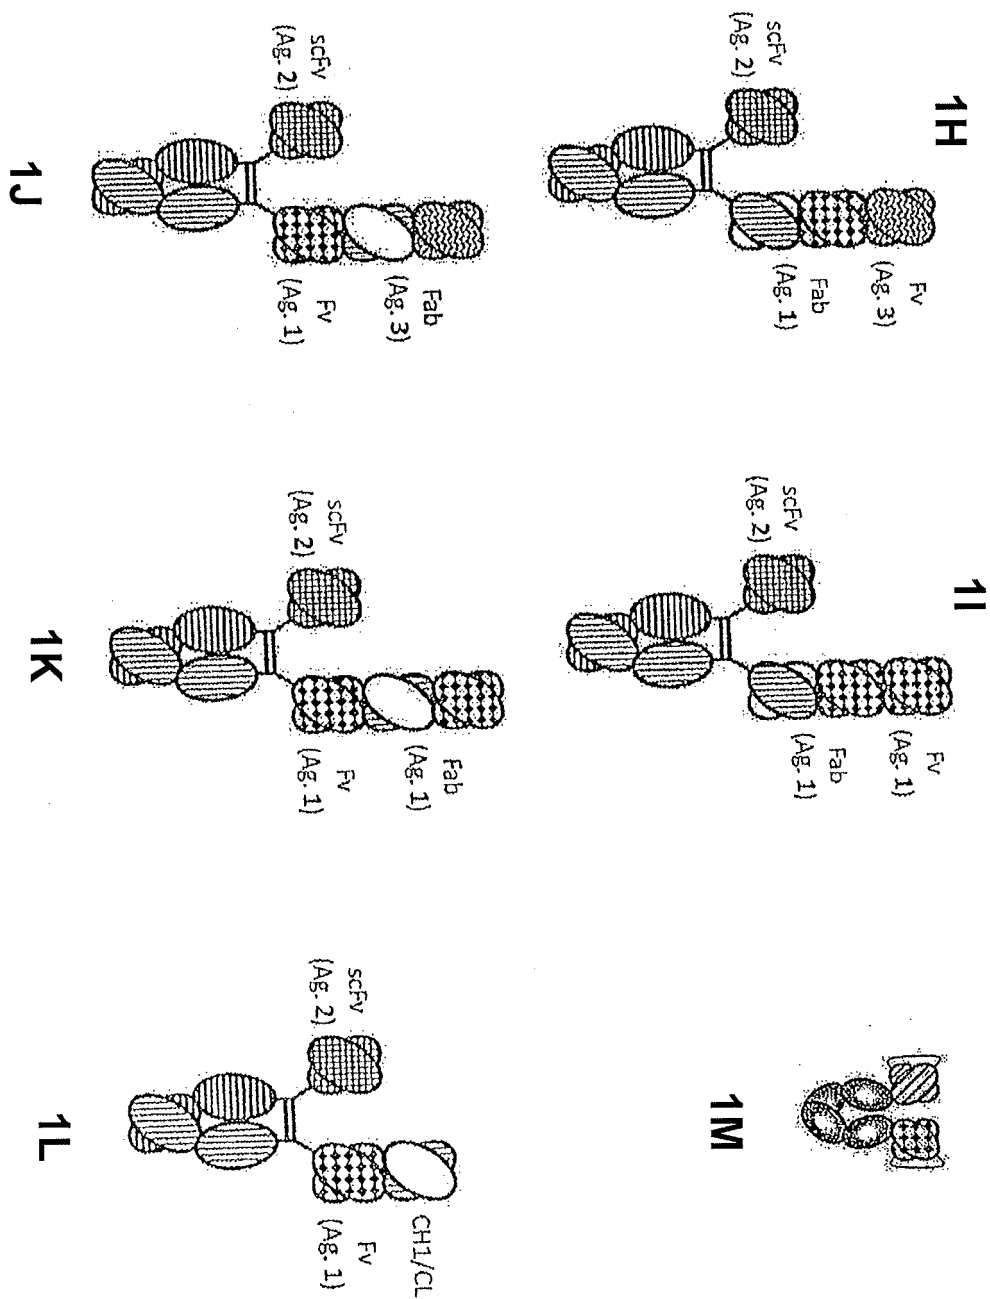 1H
scFv
(Ag. 2)
Fv
(Ag. 3)
Fab
(Ag. 1)
1I
scFv
(Ag. 2)
Fv
(Ag. 1)
Fab
(Ag. 1)
1M
1J
scFv
(Ag. 2)
Fab
(Ag. 3)
Fv
(Ag. 1)
1K
scFv
(Ag. 2)
Fab
(Ag. 1)
Fv
(Ag. 1)
1L
scFv
(Ag. 2)
CH1/CL
Fv
(Ag. 1)